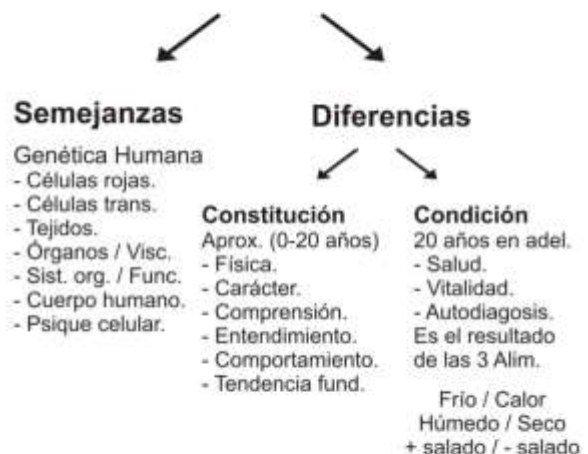 Semejanzas
Genética Humana
- Células rojas.
- Células trans.
- Tejidos.
- Órganos / Visc.
- Sist. org. / Func.
- Cuerpo humano.
- Psique celular.
Diferencias
Constitución
Aprox. (0-20 años)
- Física.
- Carácter.
- Comprensión.
- Entendimiento.
- Comportamiento.
- Tendencia fund.
Condición
20 años en adel.
- Salud.
- Vitalidad.
- Autodiagosis.
Es el resultado
de las 3 Alim.
Frío / Calor
Húmedo / Seco
+ salado / - salado